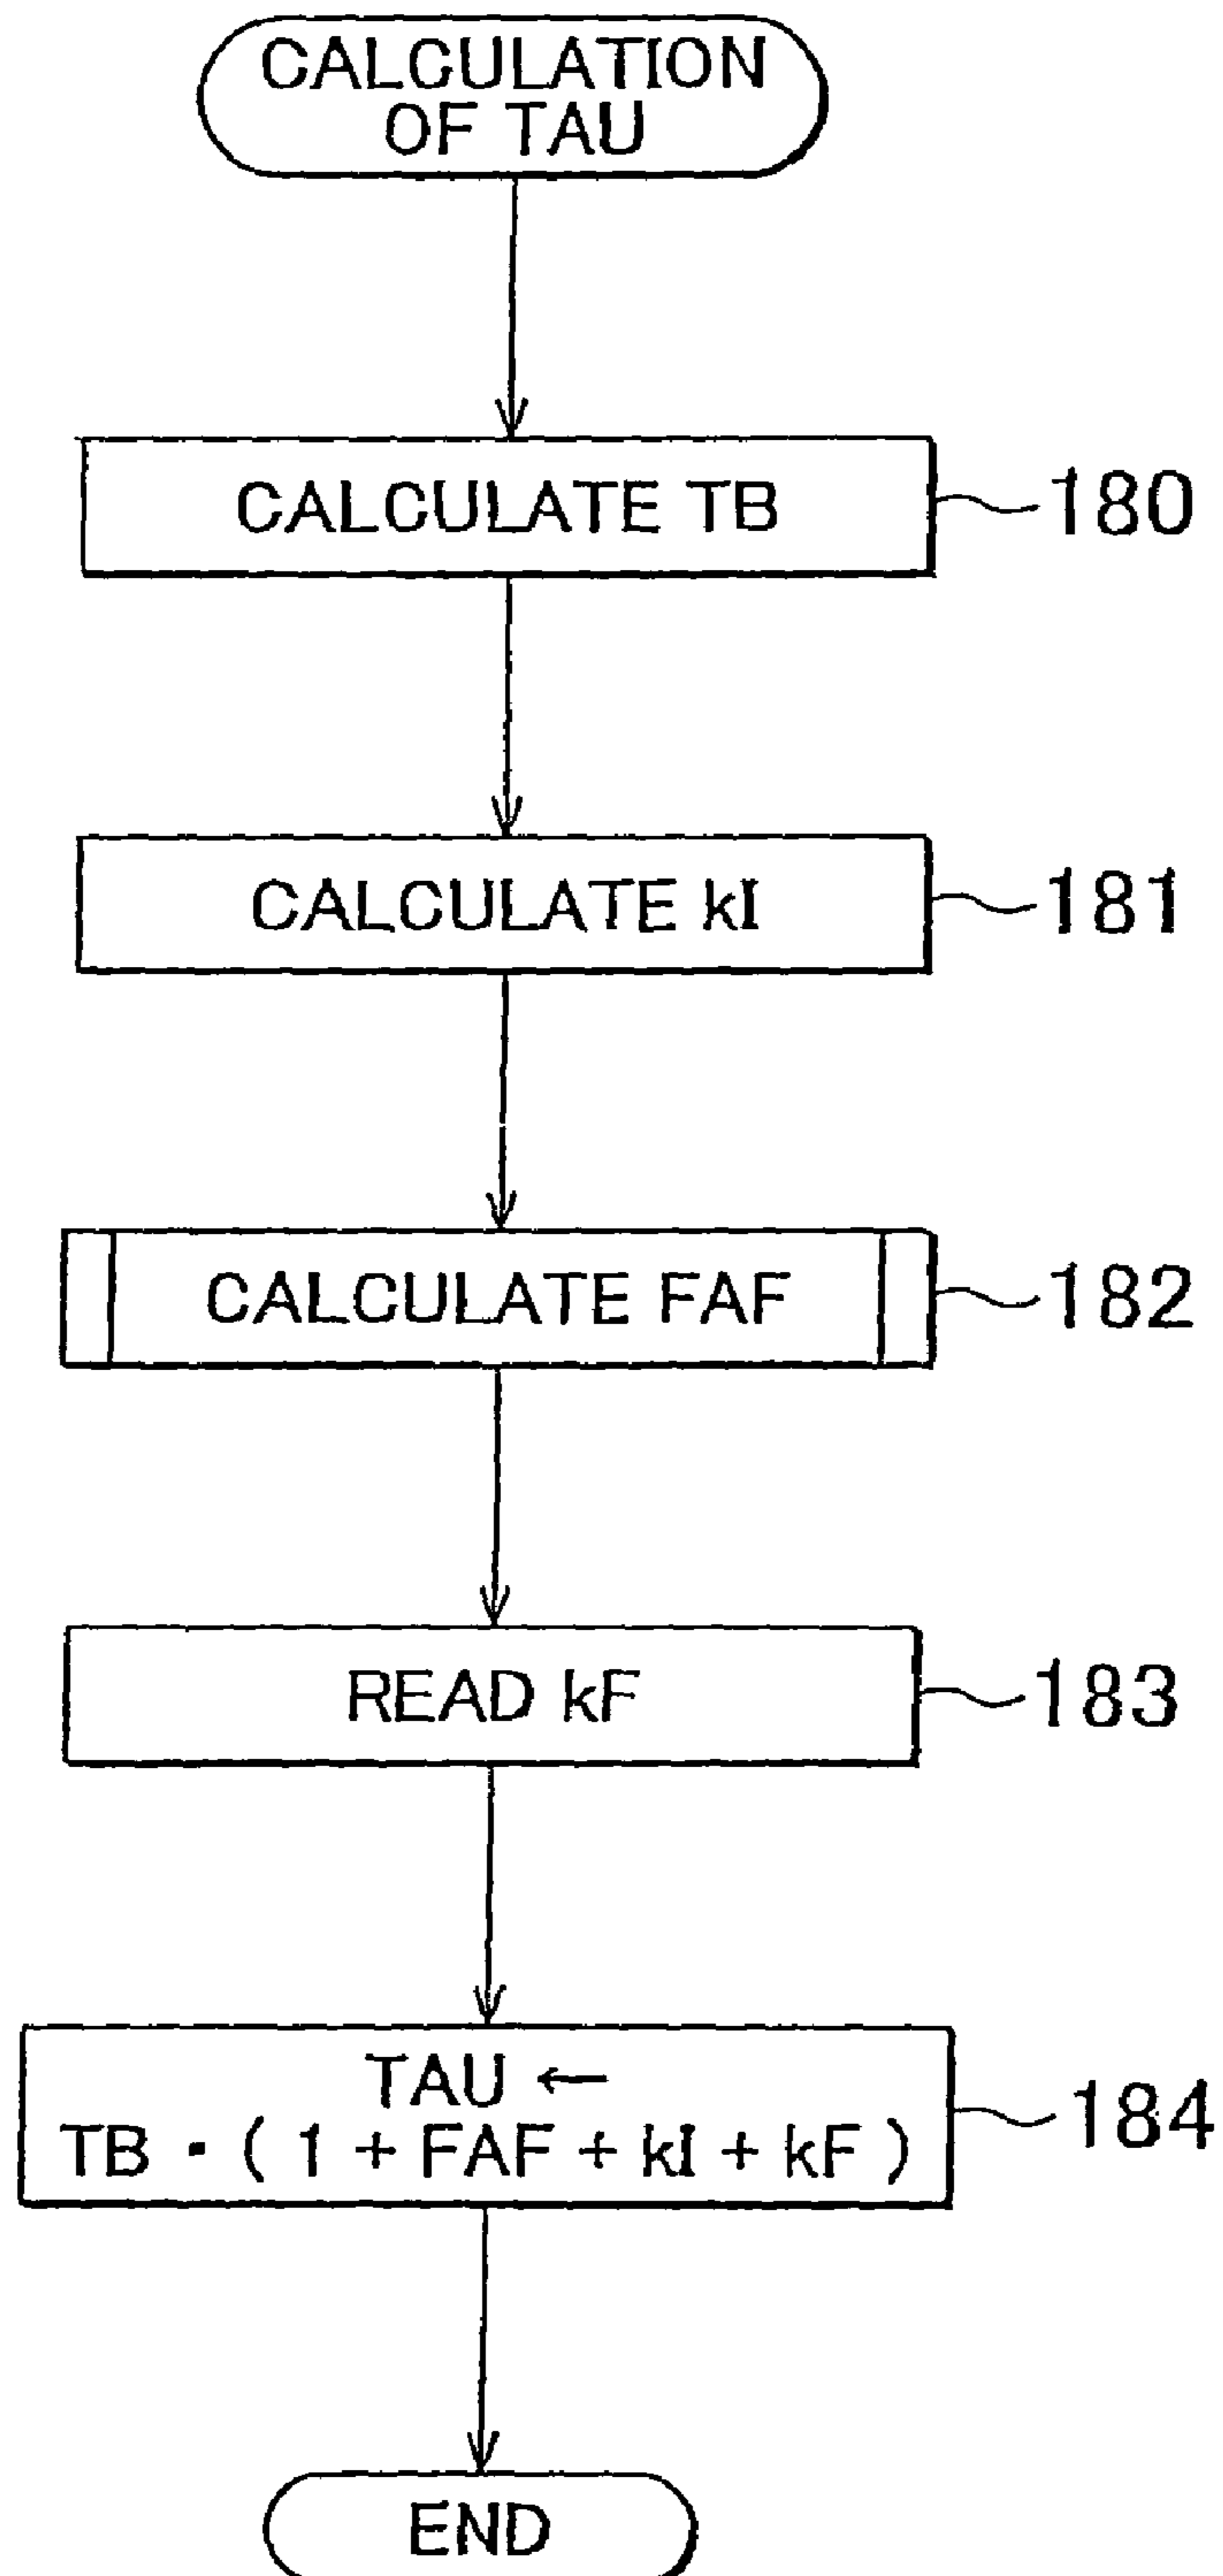 CALCULATION
OF TAU
CALCULATE TB
180
CALCULATE kI
181
CALCULATE FAF
182
READ kF
183
TAU ←
TB · ( 1 + FAF + kI + kF )
184
END